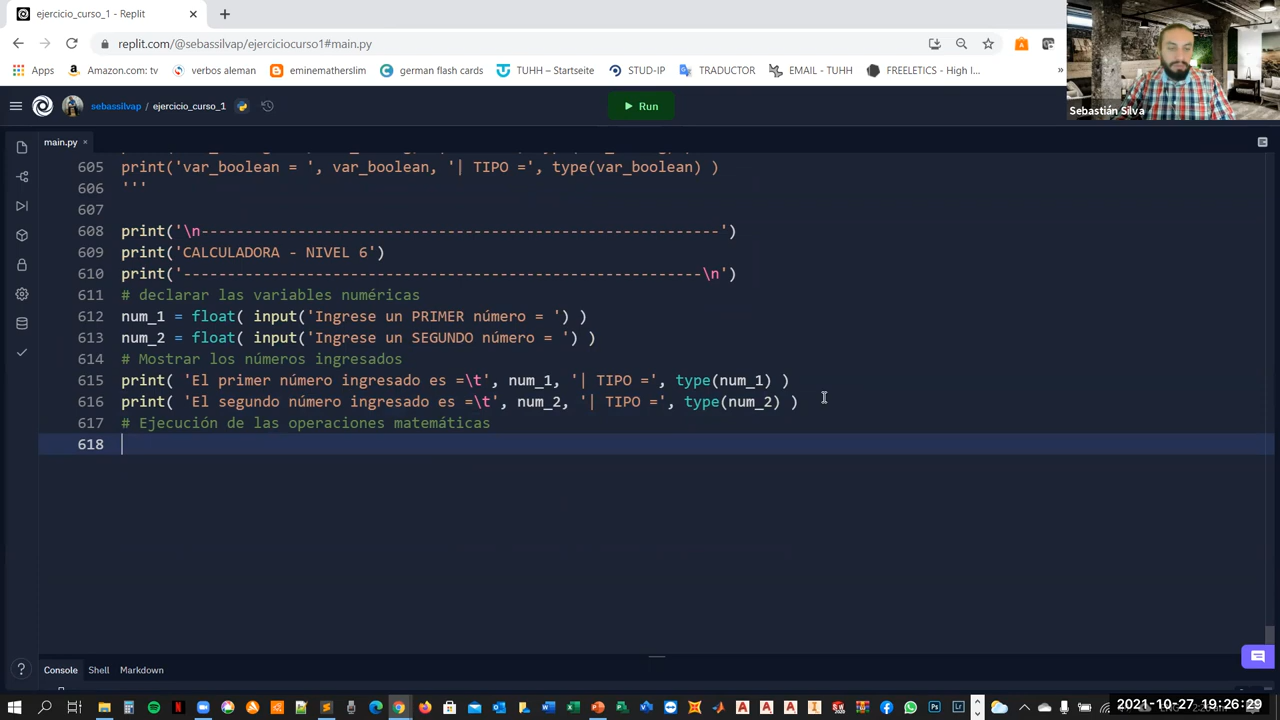 ejercicio_curso_1 - Replit
replit.com/@sebassilvap/ejerciciocurso1#main.py
Apps
Amazon.com: tv
verbos aleman
eminematherslim
german flash cards
TUHH – Startseite
STUD-IP
TRADUCTOR
EMAIL - TUHH
FREELETICS - High I...
»
Sebastián Silva
sebassilvap / ejercicio_curso_1
Run
main.py
605 print('var_boolean = ', var_boolean, '| TIPO =', type(var_boolean) )
606 '''
607
608 print('\n-----------------------------------------------------------')
609 print('CALCULADORA - NIVEL 6')
610 print('-----------------------------------------------------------\n')
611 # declarar las variables numéricas
612 num_1 = float( input('Ingrese un PRIMER número = ') )
613 num_2 = float( input('Ingrese un SEGUNDO número = ') )
614 # Mostrar los números ingresados
615 print( 'El primer número ingresado es =\t', num_1, '| TIPO =', type(num_1) )
616 print( 'El segundo número ingresado es =\t', num_2, '| TIPO =', type(num_2) )
617 # Ejecución de las operaciones matemáticas
618
Console
Shell
Markdown
2021-10-27 19:26:29